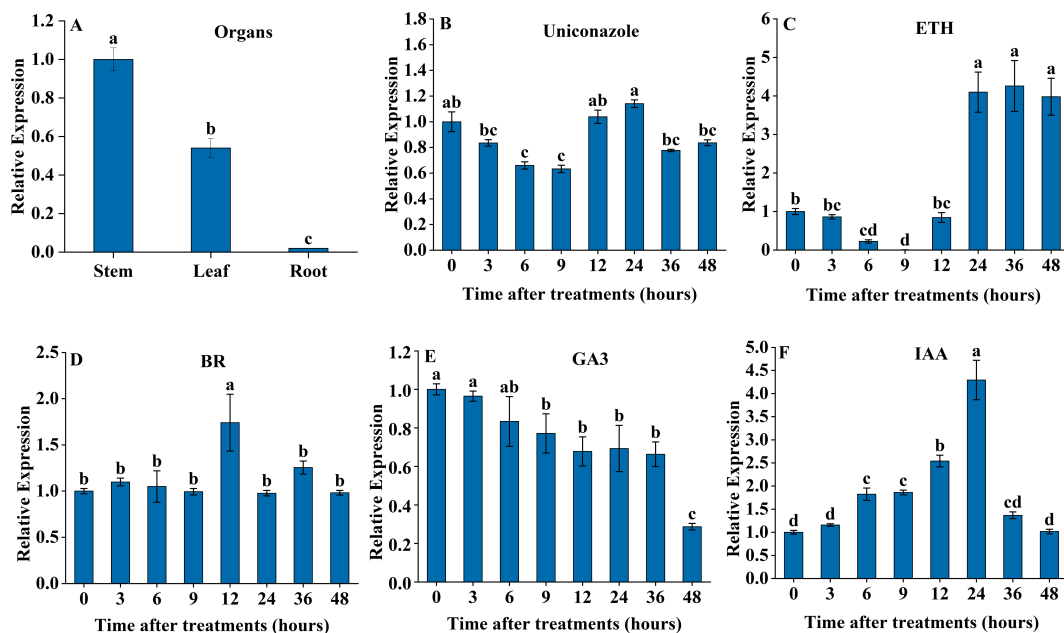 A
Organs
Relative Expression
1.2
1.0
0.8
0.6
0.4
0.2
0.0
a
b
c
Stem Leaf Root
B
Uniconazole
Relative Expression
1.8
1.6
1.4
1.2
1.0
0.8
0.6
0.4
0.2
0.0
ab bc c c ab a bc bc
0 3 6 9 12 24 36 48
Time after treatments (hours)
C
ETH
Relative Expression
6
5
4
3
2
1
0
b bc cd d bc a a a
0 3 6 9 12 24 36 48
Time after treatments (hours)
D
BR
Relative Expression
2.5
2.0
1.5
1.0
0.5
0.0
b b b b a b b b
0 3 6 9 12 24 36 48
Time after treatments (hours)
E
GA3
Relative Expression
1.2
1.0
0.8
0.6
0.4
0.2
0.0
a a ab b b b b c
0 3 6 9 12 24 36 48
Time after treatments (hours)
F
IAA
Relative Expression
5.0
4.5
4.0
3.5
3.0
2.5
2.0
1.5
1.0
0.5
0.0
d d c c b a cd d
0 3 6 9 12 24 36 48
Time after treatments (hours)